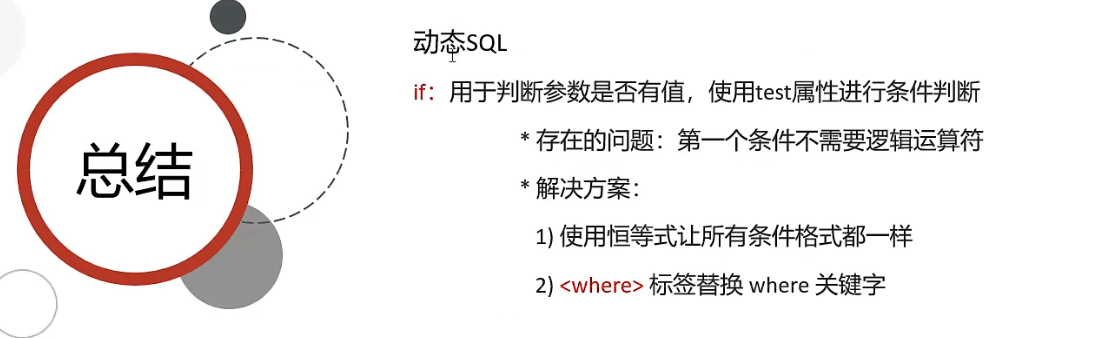 总结
动态SQL
if：用于判断参数是否有值，使用test属性进行条件判断
* 存在的问题：第一个条件不需要逻辑运算符
* 解决方案：
1) 使用恒等式让所有条件格式都一样
2) <where> 标签替换 where 关键字